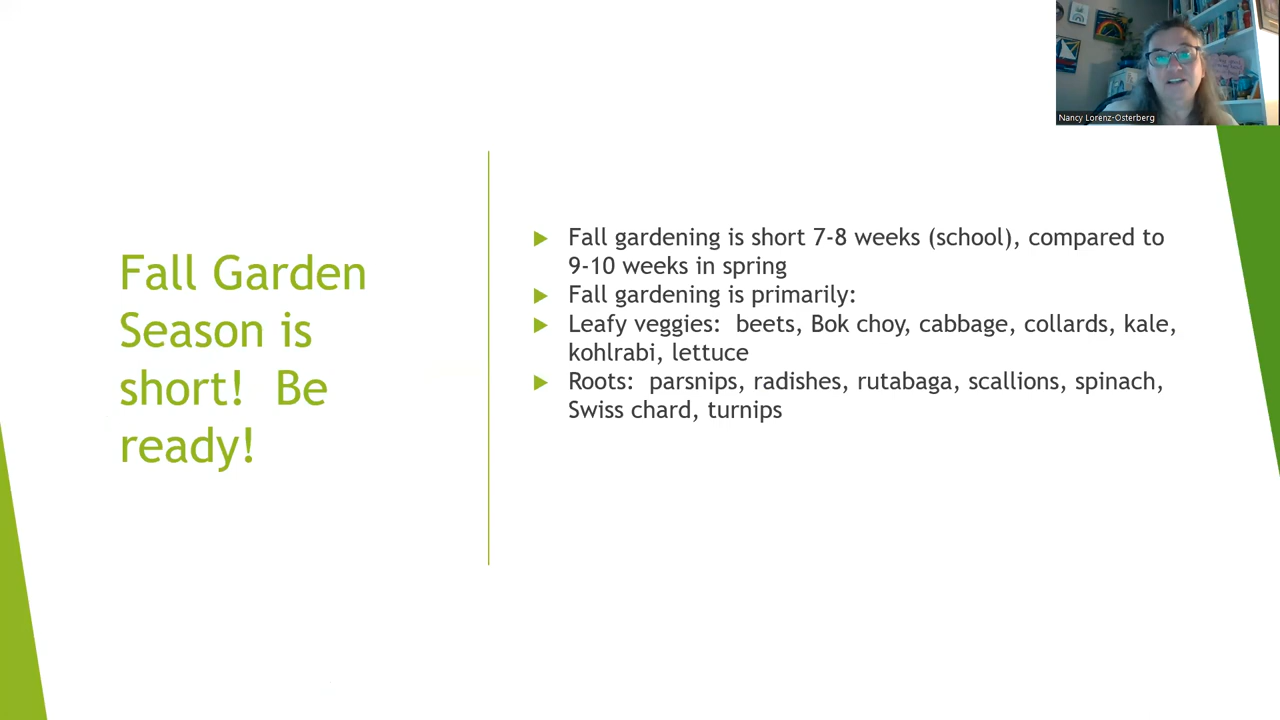 Nancy Lorenz-Osterberg
Fall Garden
Season is
short!  Be
ready!
Fall gardening is short 7-8 weeks (school), compared to
9-10 weeks in spring
Fall gardening is primarily:
Leafy veggies:  beets, Bok choy, cabbage, collards, kale,
kohlrabi, lettuce
Roots:  parsnips, radishes, rutabaga, scallions, spinach,
Swiss chard, turnips